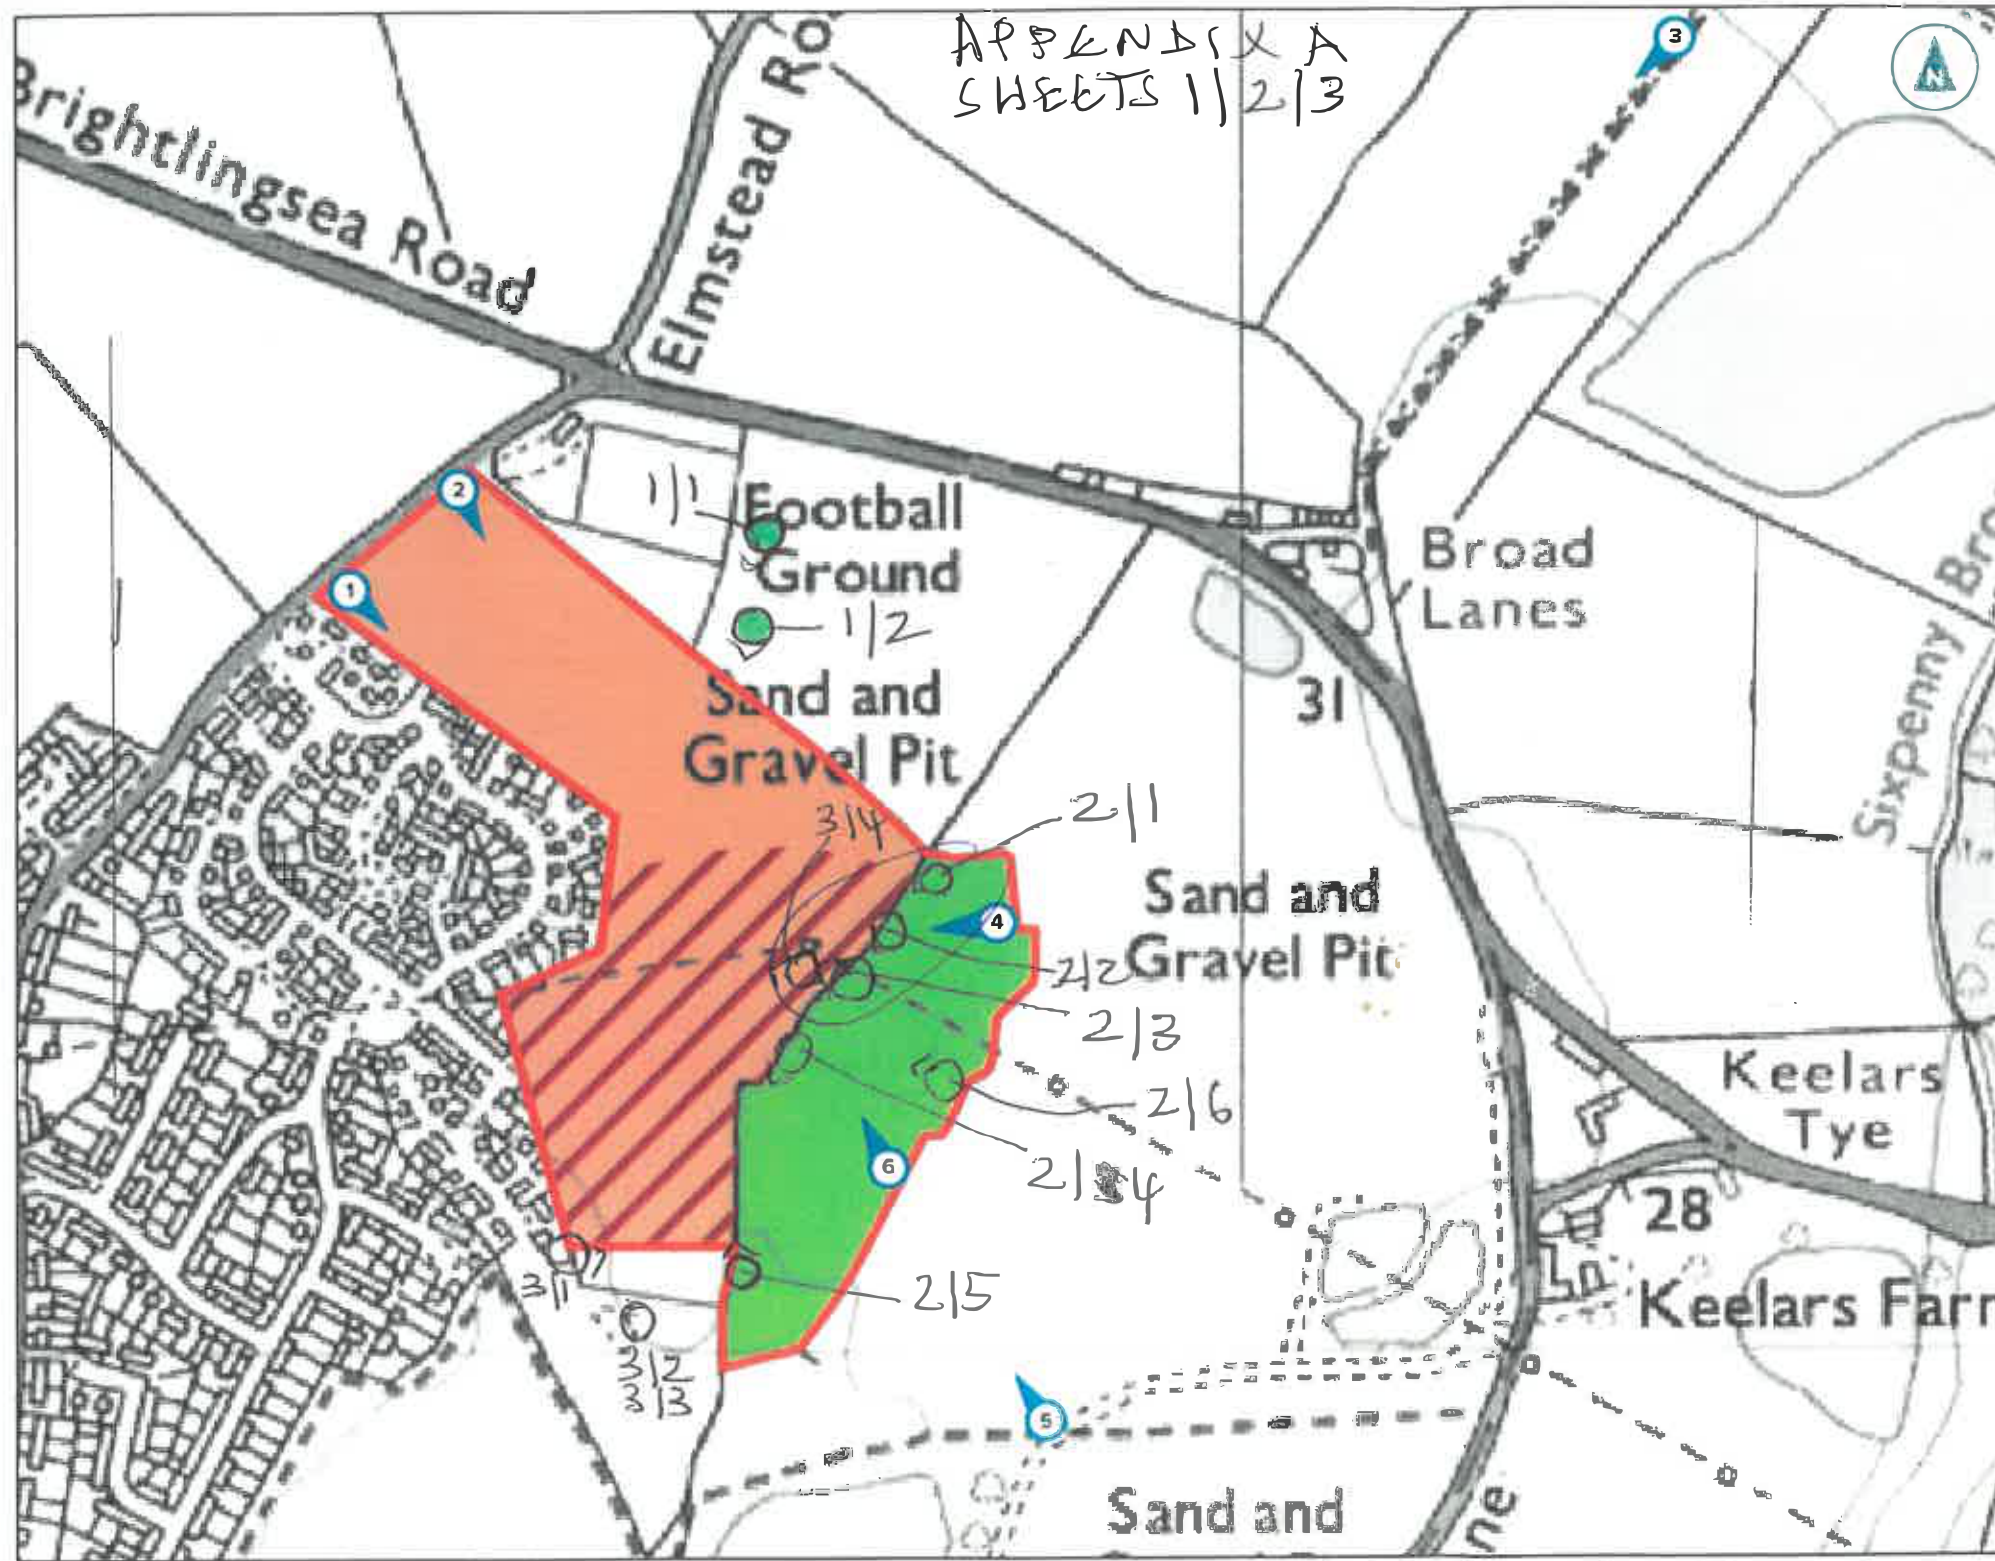 APPENDIX A
SHEETS 1/2/3
3
N
Brightlingsea Road
Elmstead Ro
2
1
1/1
Football
Ground
1/2
Sand and
Gravel Pit
Broad
Lanes
31
Sixpenny Bro
3/4
2/1
4
Sand and
Gravel Pit
2/2
2/3
2/6
2/4
6
Keelars
Tye
28
Keelars Farr
2/5
3/1
3/2
3/3
5
Sand and
ne